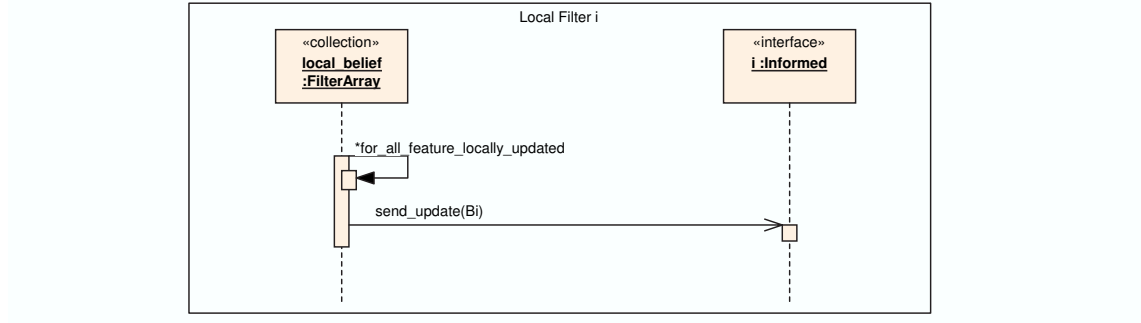 Local Filter i
«collection»
local_belief
:FilterArray
«interface»
i :Informed
*for_all_feature_locally_updated
send_update(Bi)